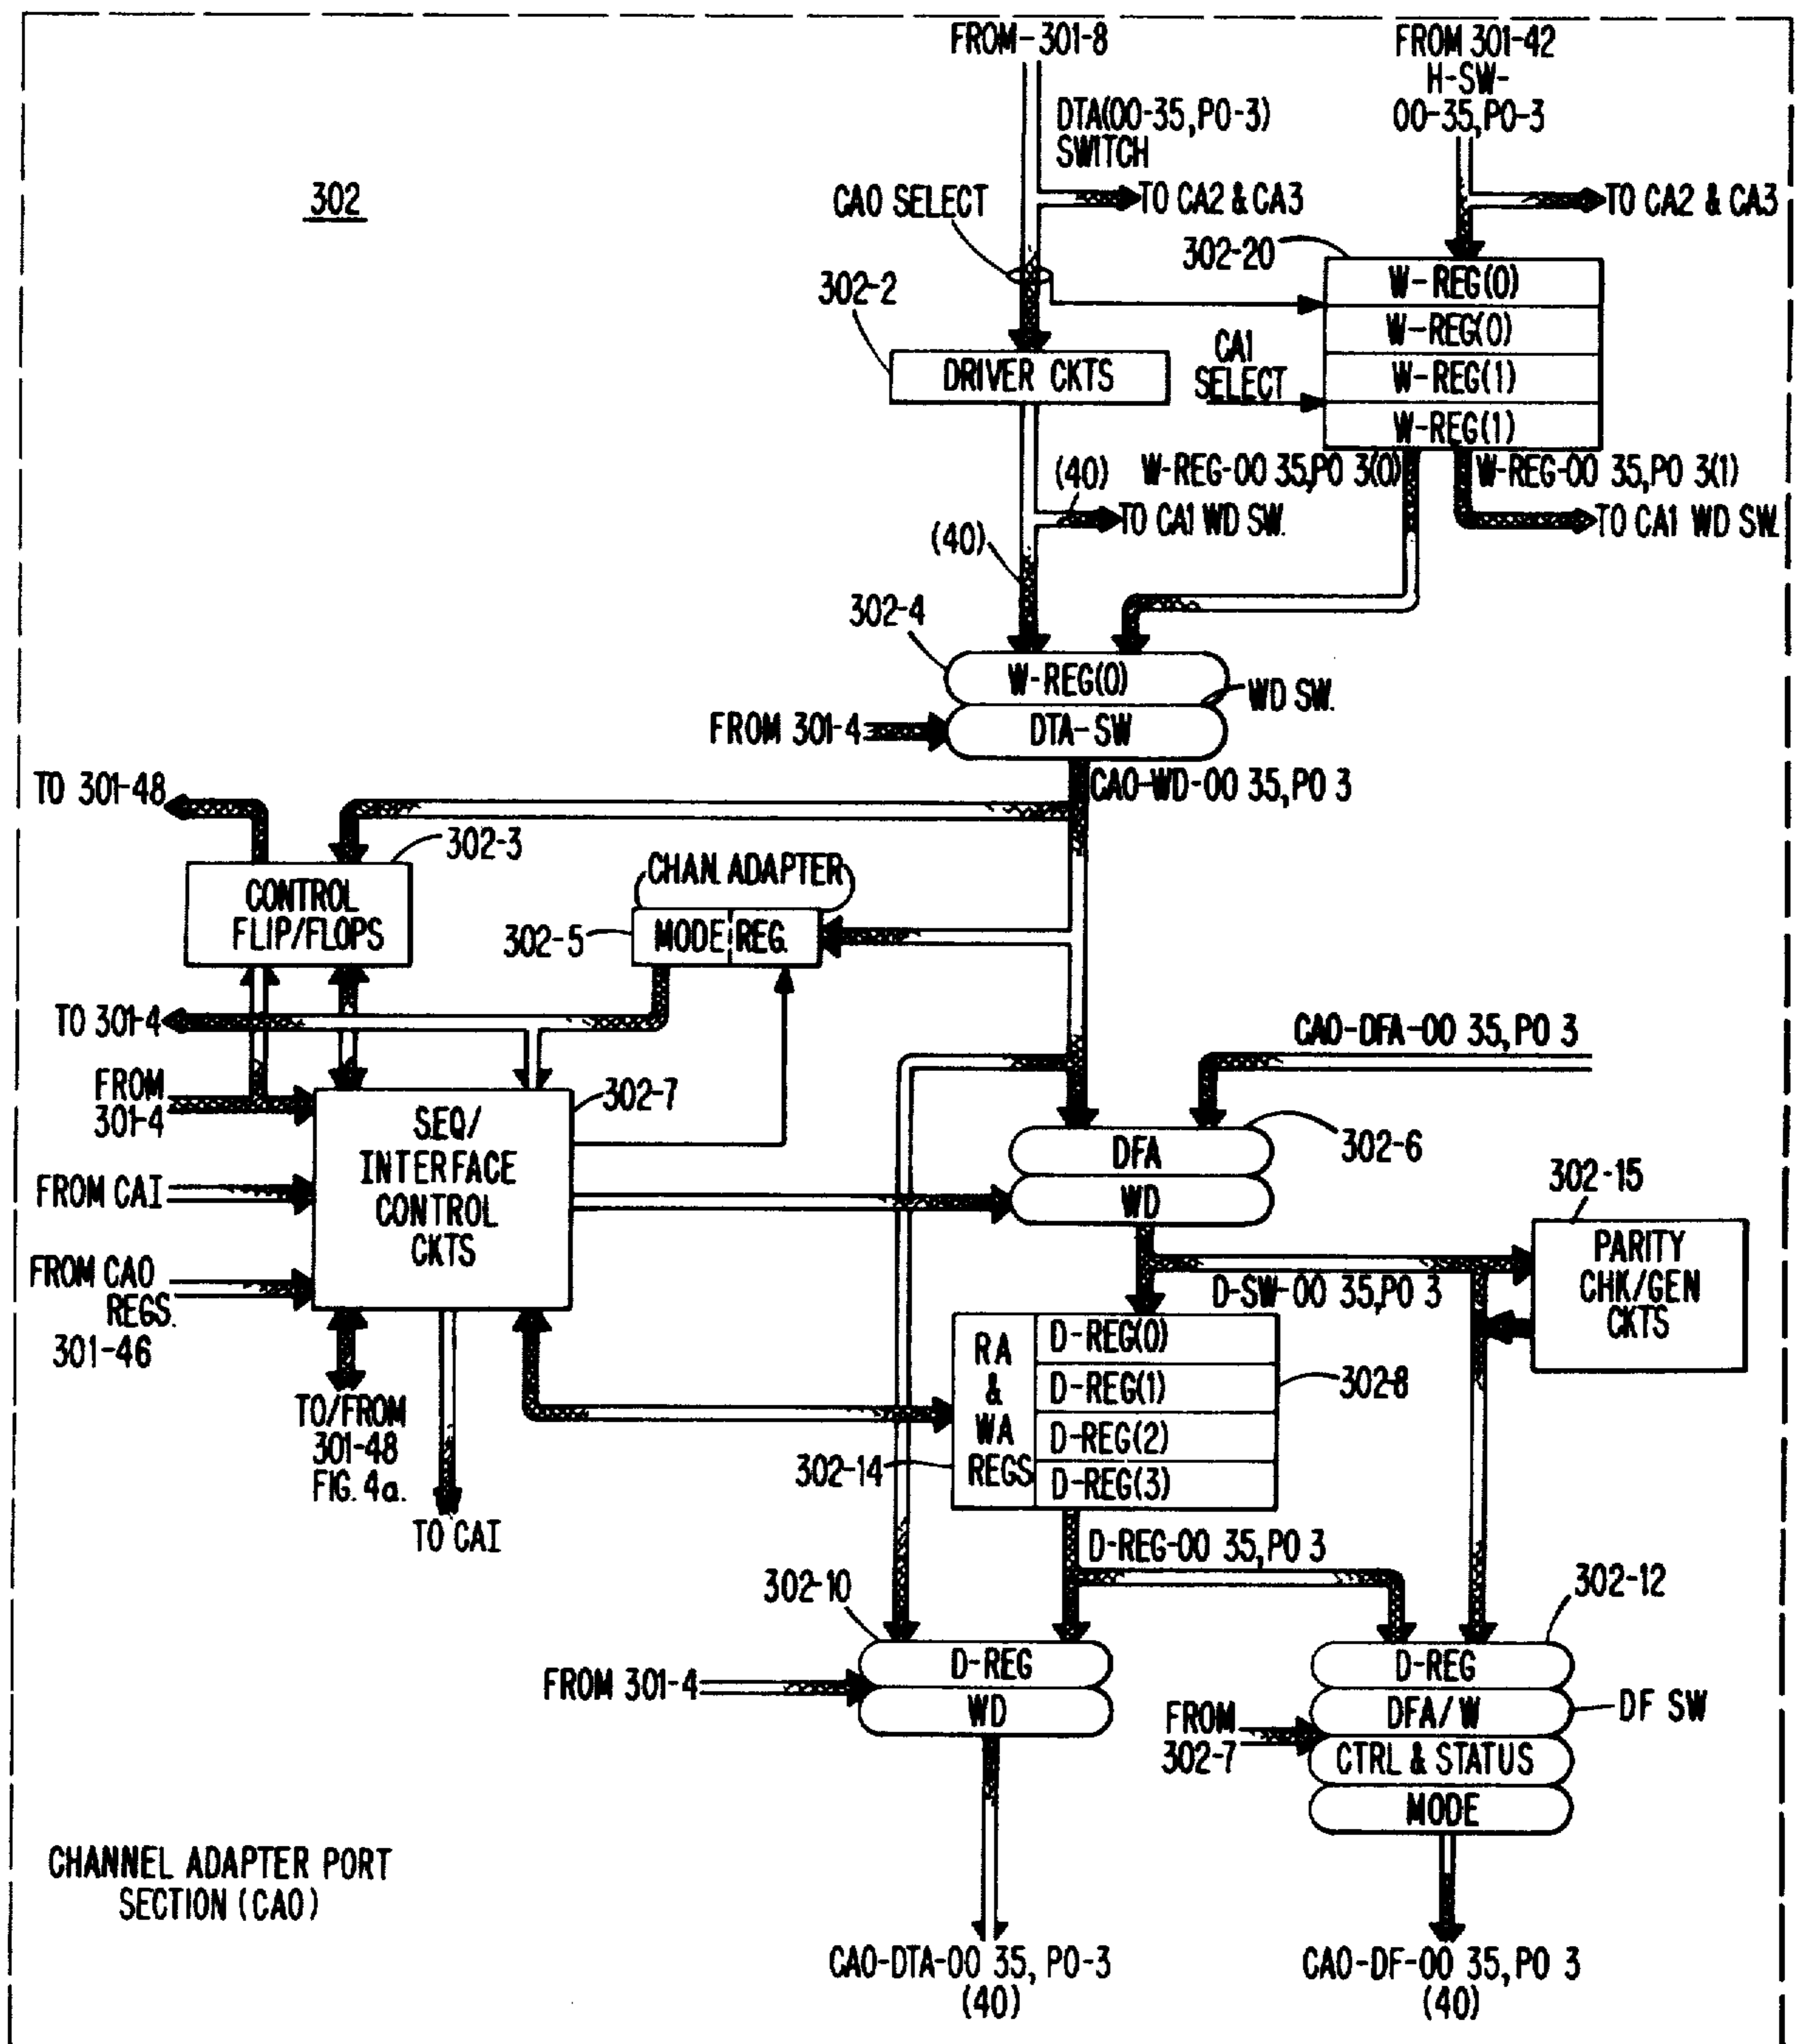 FROM-301-8
FROM 301-42
H-SW-
00-35,P0-3
DTA(00-35,P0-3)
SWITCH
302
CA0 SELECT
TO CA2 & CA3
TO CA2 & CA3
302-20
302-2
W-REG(0)
W-REG(0)
CA1
SELECT
W-REG(1)
W-REG(1)
DRIVER CKTS
(40)
W-REG-00 35,P0 3(0)
W-REG-00 35,P0 3(1)
TO CA1 WD SW.
TO CA1 WD SW.
(40)
302-4
W-REG(0)
WD SW.
DTA-SW
FROM 301-4
CA0-WD-00 35,P0 3
TO 301-48
302-3
CONTROL
FLIP/FLOPS
CHAN. ADAPTER
MODE REG.
302-5
TO 301-4
FROM
301-4
CA0-DFA-00 35,P0 3
302-7
SEQ/
INTERFACE
CONTROL
CKTS
FROM CAI
FROM CA0
REGS.
301-46
DFA
WD
302-6
302-15
PARITY
CHK/GEN
CKTS
D-SW-00 35,P0 3
RA
&
WA
REGS
D-REG(0)
D-REG(1)
D-REG(2)
D-REG(3)
302-8
302-14
TO/FROM
301-48
FIG. 4a.
TO CAI
D-REG-00 35,P0 3
302-10
302-12
D-REG
WD
FROM 301-4
D-REG
DFA/W
CTRL & STATUS
MODE
DF SW
FROM
302-7
CHANNEL ADAPTER PORT
SECTION (CA0)
CA0-DTA-00 35, P0-3
(40)
CA0-DF-00 35,P0 3
(40)